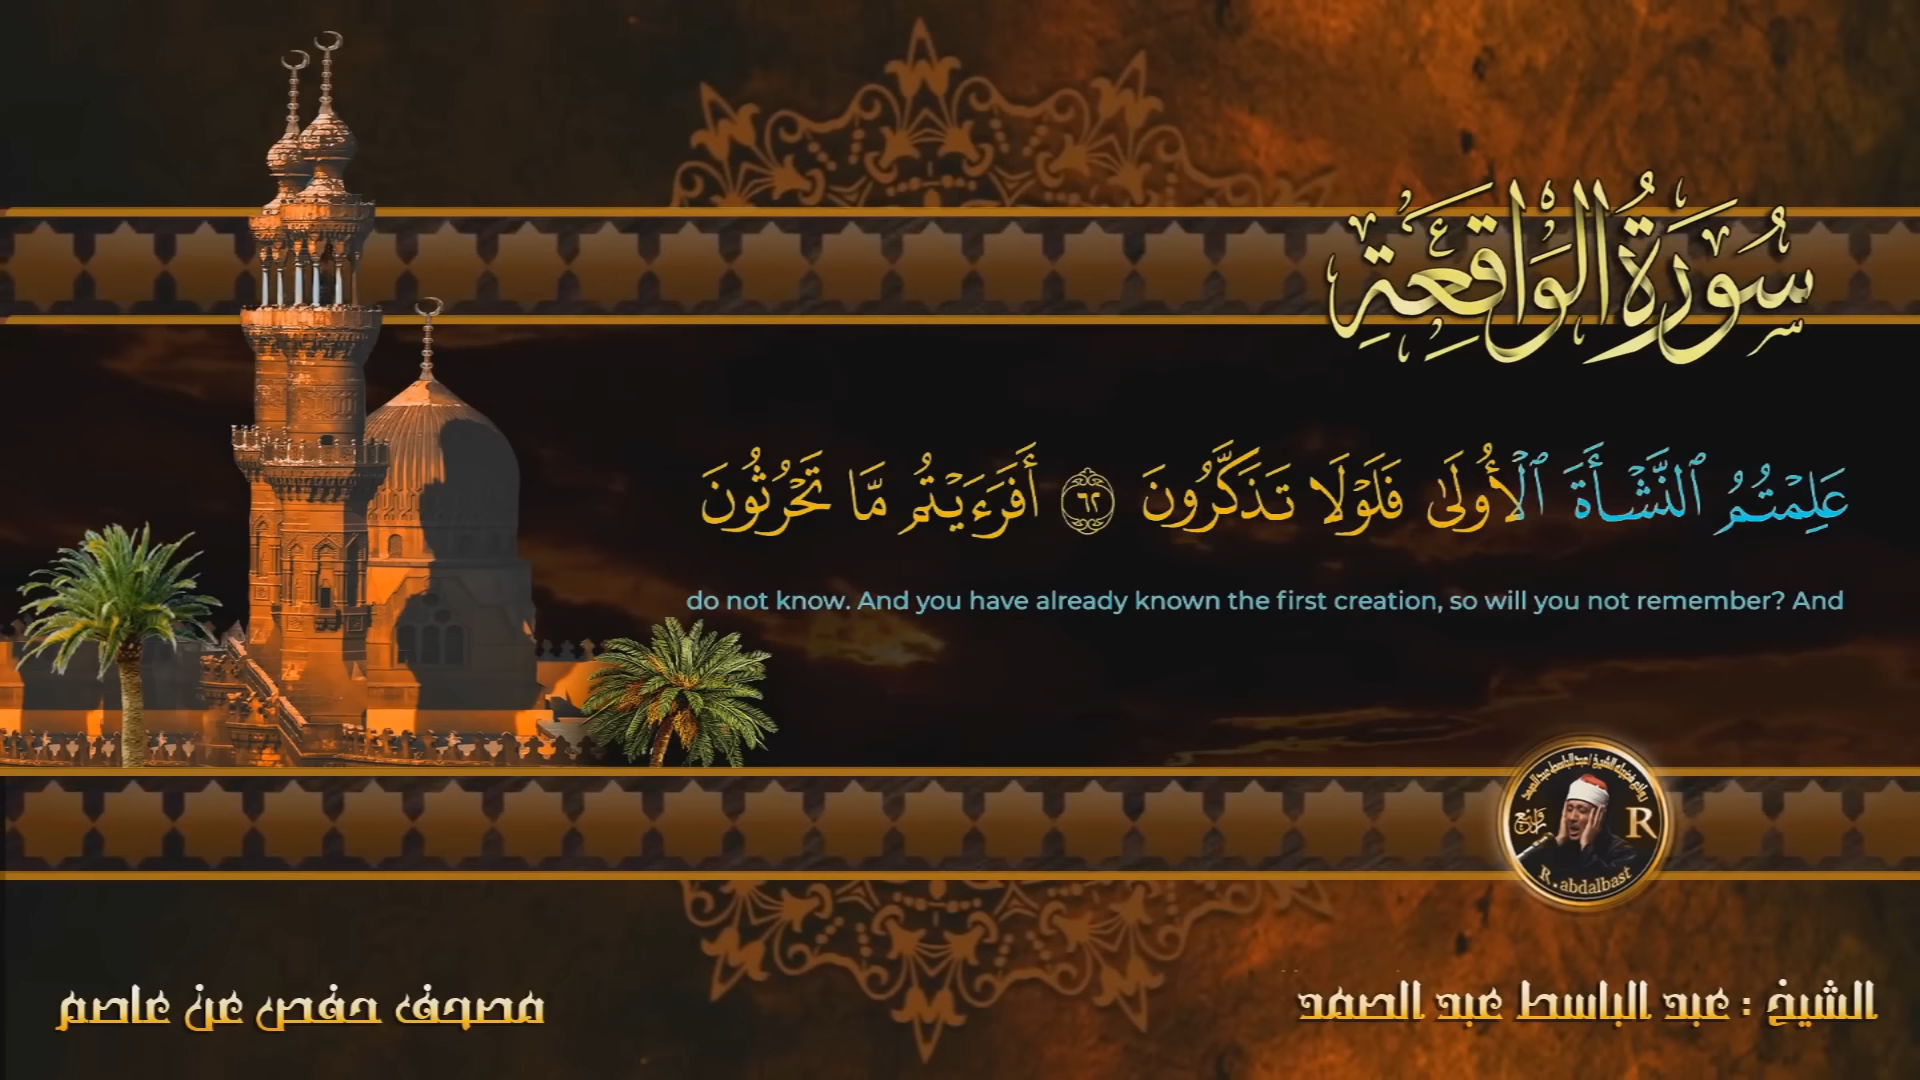 سُورَةُ الْوَاقِعَةِ
عَلِمْتُمُ ٱلنَّشْأَةَ ٱلْأُولَىٰ فَلَوْلَا تَذَكَّرُونَ ٦٢ أَفَرَءَيْتُم مَّا تَحْرُثُونَ
do not know. And you have already known the first creation, so will you not remember? And
R
R.abdalbast
الشيخ : عبد الباسط عبد الصمد
مصحف حفص عن عاصم